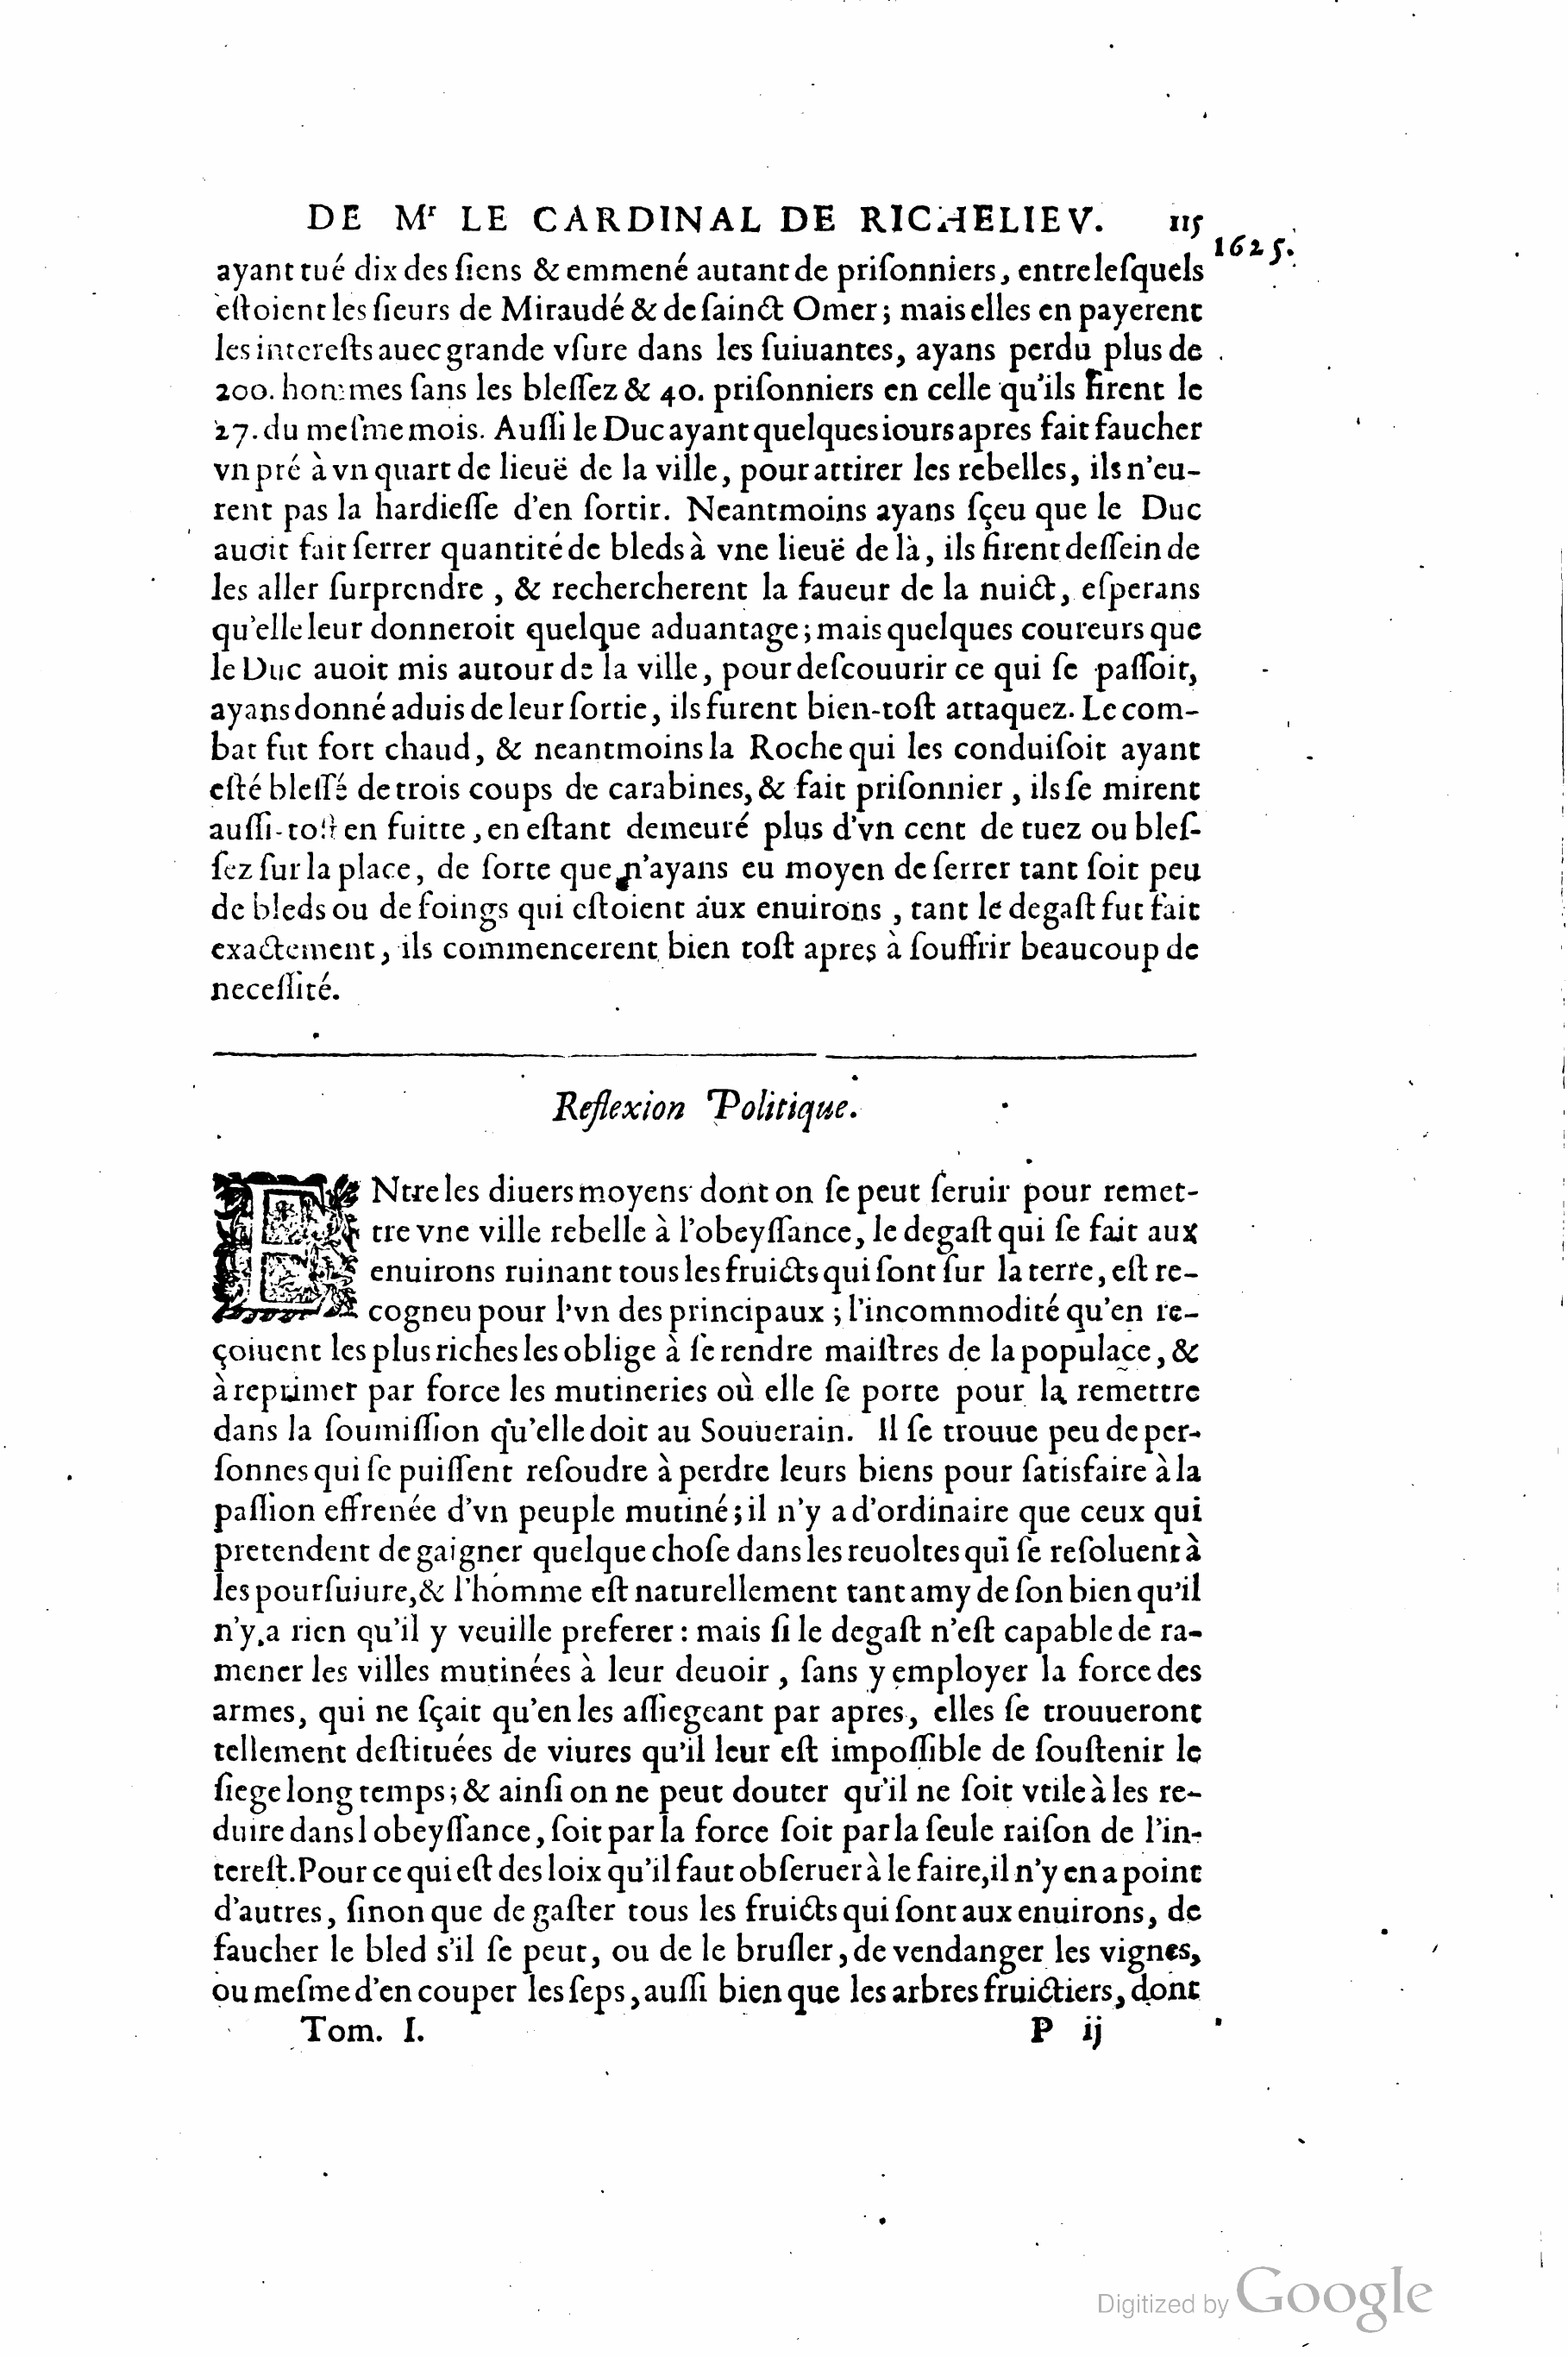 DE Mr LE CARDINAL DE RICHELIEV. 115
1625.
ayant tué dix des ſiens & emmené autant de priſonniers, entre leſquels
eſtoient les ſieurs de Miraudé & de ſainct Omer; mais elles en payerent
les intereſts auec grande vſure dans les ſuiuantes, ayans perdu plus de
200. hommes ſans les bleſſez & 40. priſonniers en celle qu'ils firent le
27. du meſme mois. Auſſi le Duc ayant quelques iours apres fait faucher
vn pré à vn quart de lieuë de la ville, pour attirer les rebelles, ils n'eu-
rent pas la hardieſſe d'en ſortir. Neantmoins ayans ſçeu que le Duc
auoit fait ſerrer quantité de bleds à vne lieuë de là, ils firent deſſein de
les aller ſurprendre, & rechercherent la faueur de la nuict, eſperans
qu'elle leur donneroit quelque aduantage; mais quelques coureurs que
le Duc auoit mis autour de la ville, pour deſcouurir ce qui ſe paſſoit,
ayans donné aduis de leur ſortie, ils furent bien-toſt attaquez. Le com-
bat fut fort chaud, & neantmoins la Roche qui les conduiſoit ayant
eſté bleſſé de trois coups de carabines, & fait priſonnier, ils ſe mirent
auſſi-toſt en fuitte, en eſtant demeuré plus d'vn cent de tuez ou bleſ-
ſez ſur la place, de ſorte que n'ayans eu moyen de ſerrer tant ſoit peu
de bleds ou de foings qui eſtoient aux enuirons, tant le degaſt fut fait
exactement, ils commencerent bien toſt apres à ſouffrir beaucoup de
neceſſité.
Reflexion Politique.
ENtre les diuers moyens dont on ſe peut ſeruir pour remet-
tre vne ville rebelle à l'obeyſſance, le degaſt qui ſe fait aux
enuirons ruinant tous les fruicts qui ſont ſur la terre, eſt re-
cogneu pour l'vn des principaux; l'incommodité qu'en re-
çoiuent les plus riches les oblige à ſe rendre maiſtres de la populace, &
à reprimer par force les mutineries où elle ſe porte pour la remettre
dans la ſoumiſſion qu'elle doit au Souuerain. Il ſe trouue peu de per-
ſonnes qui ſe puiſſent reſoudre à perdre leurs biens pour ſatisfaire à la
paſſion effrenée d'vn peuple mutiné; il n'y a d'ordinaire que ceux qui
pretendent de gaigner quelque choſe dans les reuoltes qui ſe reſoluent à
les pourſuiure, & l'homme eſt naturellement tant amy de ſon bien qu'il
n'y a rien qu'il y veuille preferer: mais ſi le degaſt n'eſt capable de ra-
mener les villes mutinées à leur deuoir, ſans y employer la force des
armes, qui ne ſçait qu'en les aſſiegeant par apres, elles ſe trouueront
tellement deſtituées de viures qu'il leur eſt impoſſible de ſouſtenir le
ſiege long temps; & ainſi on ne peut douter qu'il ne ſoit vtile à les re-
duire dans l obeyſſance, ſoit par la force ſoit par la ſeule raiſon de l'in-
tereſt. Pour ce qui eſt des loix qu'il faut obſeruer à le faire, il n'y en a point
d'autres, ſinon que de gaſter tous les fruicts qui ſont aux enuirons, de
faucher le bled s'il ſe peut, ou de le bruſler, de vendanger les vignes,
ou meſme d'en couper les ſeps, auſſi bien que les arbres fruictiers, dont
Tom. I. P ij
Digitized by Google